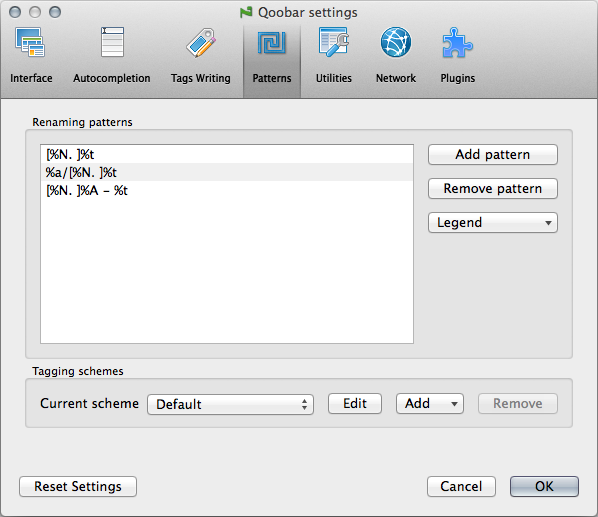 Qoobar settings
Interface Autocompletion Tags Writing Patterns Utilities Network Plugins
Renaming patterns
[%N. ]%t
%a/[%N. ]%t
[%N. ]%A - %t
Add pattern
Remove pattern
Legend
Tagging schemes
Current scheme Default Edit Add Remove
Reset Settings Cancel OK